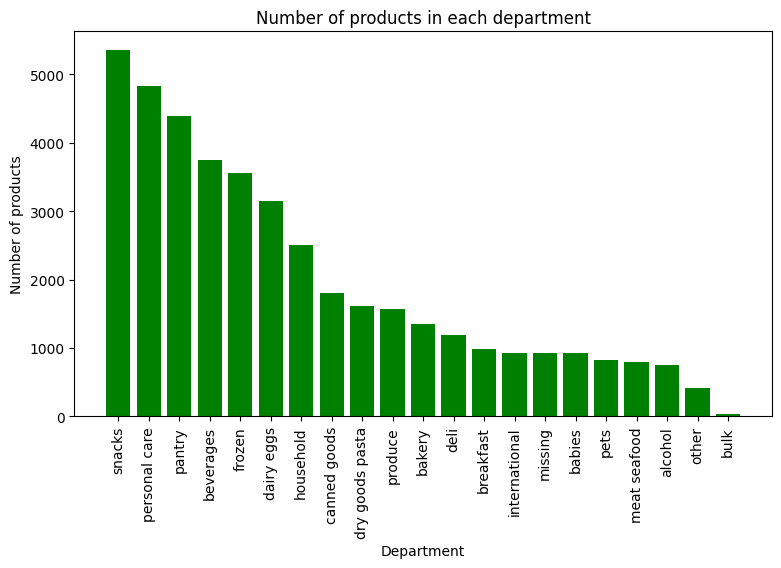 Number of products in each department
Number of products
5000
4000
3000
2000
1000
0
snacks
personal care
pantry
beverages
frozen
dairy eggs
household
canned goods
dry goods pasta
produce
bakery
deli
breakfast
international
missing
babies
pets
meat seafood
alcohol
other
bulk
Department